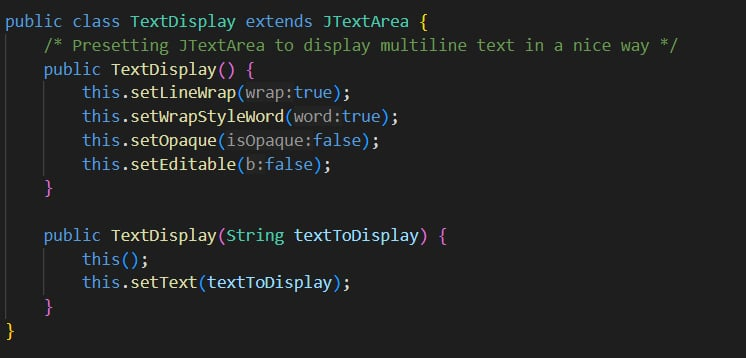 public class TextDisplay extends JTextArea {
    /* Presetting JTextArea to display multiline text in a nice way */
    public TextDisplay() {
        this.setLineWrap(wrap:true);
        this.setWrapStyleWord(word:true);
        this.setOpaque(isOpaque:false);
        this.setEditable(b:false);
    }

    public TextDisplay(String textToDisplay) {
        this();
        this.setText(textToDisplay);
    }
}